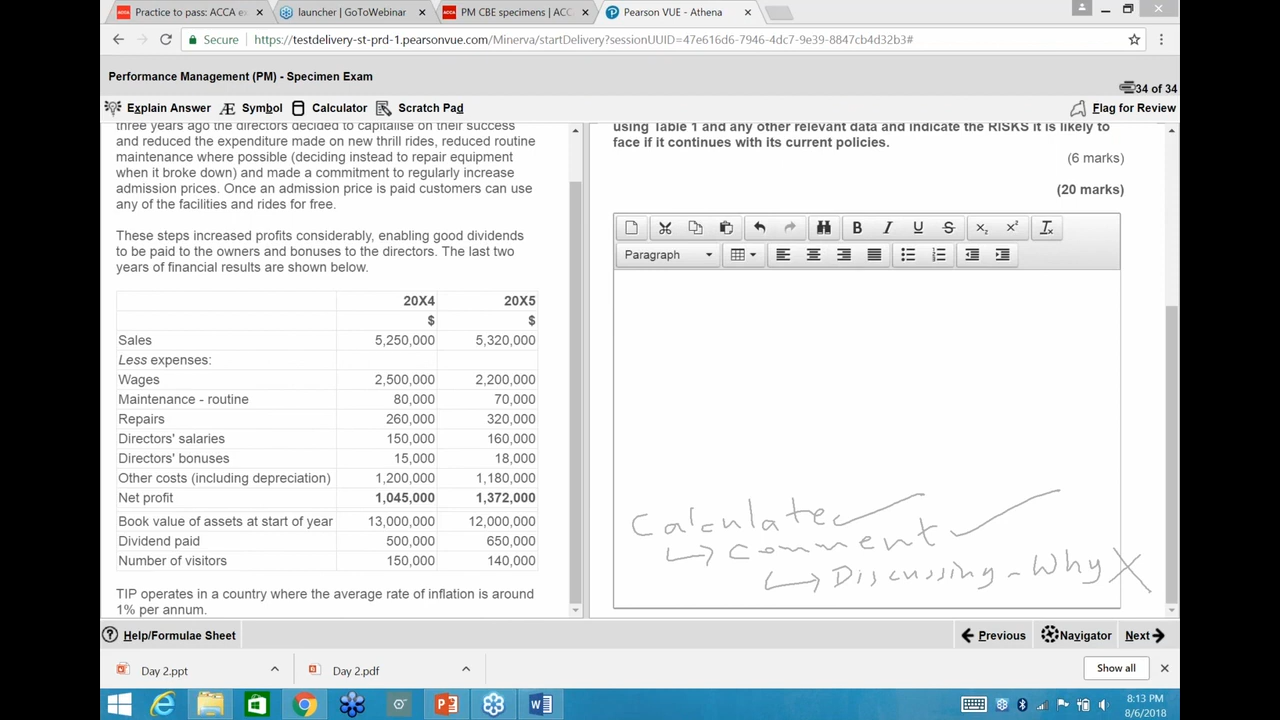 Practice to pass: ACCA ex
launcher | GoToWebinar
PM CBE specimens | ACC
Pearson VUE - Athena
Secure
https://testdelivery-st-prd-1.pearsonvue.com/Minerva/startDelivery?sessionUUID=47e616d6-7946-4dc7-9e39-8847cb4d32b3#
Performance Management (PM) - Specimen Exam
34 of 34
Explain Answer Symbol Calculator Scratch Pad Flag for Review
three years ago the directors decided to capitalise on their success
and reduced the expenditure made on new thrill rides, reduced routine
maintenance where possible (deciding instead to repair equipment
when it broke down) and made a commitment to regularly increase
admission prices. Once an admission price is paid customers can use
any of the facilities and rides for free.
These steps increased profits considerably, enabling good dividends
to be paid to the owners and bonuses to the directors. The last two
years of financial results are shown below.
20X4 20X5
$ $
Sales 5,250,000 5,320,000
Less expenses:
Wages 2,500,000 2,200,000
Maintenance - routine 80,000 70,000
Repairs 260,000 320,000
Directors' salaries 150,000 160,000
Directors' bonuses 15,000 18,000
Other costs (including depreciation) 1,200,000 1,180,000
Net profit 1,045,000 1,372,000
Book value of assets at start of year 13,000,000 12,000,000
Dividend paid 500,000 650,000
Number of visitors 150,000 140,000
TIP operates in a country where the average rate of inflation is around
1% per annum.
using Table 1 and any other relevant data and indicate the RISKS it is likely to
face if it continues with its current policies.
(6 marks)
(20 marks)
B I U S x₂ x² Tx
Paragraph
Calculate
Comment
Discussing - Why
Help/Formulae Sheet
Previous Navigator Next
Day 2.ppt
Day 2.pdf
Show all
8:13 PM
8/6/2018